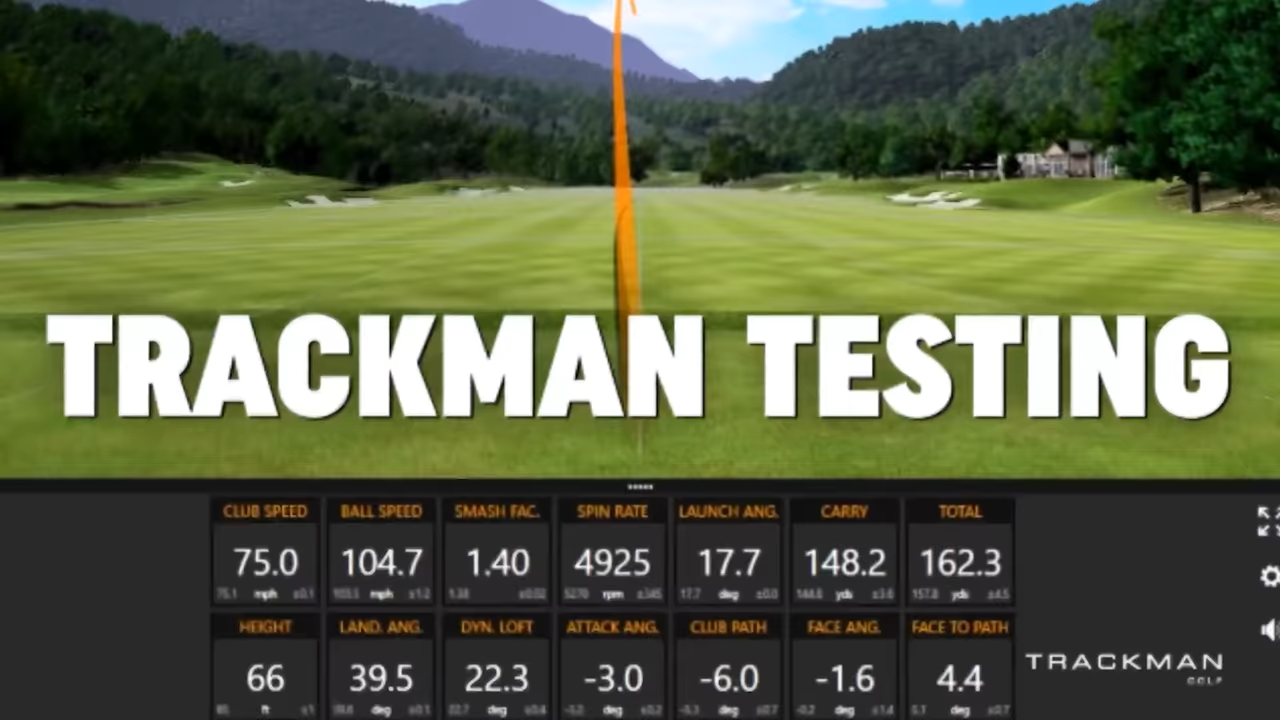 TRACKMAN TESTING
CLUB SPEED BALL SPEED SMASH FAC. SPIN RATE LAUNCH ANG. CARRY TOTAL
75.0 104.7 1.40 4925 17.7 148.2 162.3
mph mph rpm deg yds yds
HEIGHT LAND. ANG. DYN. LOFT ATTACK ANG. CLUB PATH FACE ANG. FACE TO PATH
66 39.5 22.3 -3.0 -6.0 -1.6 4.4
ft deg deg deg deg deg deg
TRACKMAN
GOLF